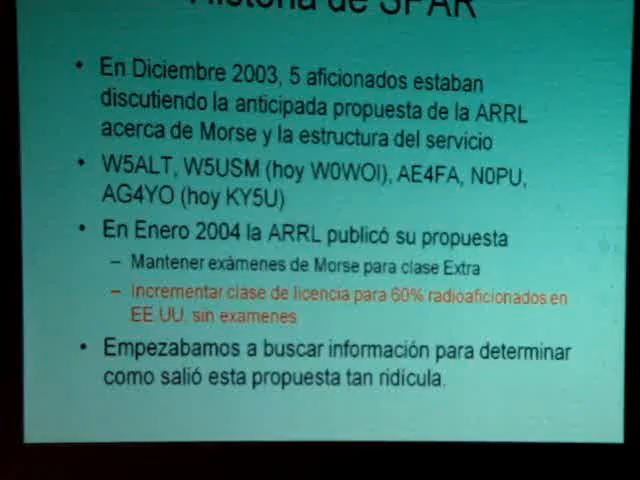 Historia de SPAR
• En Diciembre 2003, 5 aficionados estaban
discutiendo la anticipada propuesta de la ARRL
acerca de Morse y la estructura del servicio
• W5ALT, W5USM (hoy W0WOI), AE4FA, N0PU,
AG4YO (hoy KY5U)
• En Enero 2004 la ARRL publicó su propuesta
– Mantener exámenes de Morse para clase Extra
– Incrementar clase de licencia para 60% radioaficionados en
EE.UU. sin examenes
• Empezabamos a buscar información para determinar
como salió esta propuesta tan ridícula.